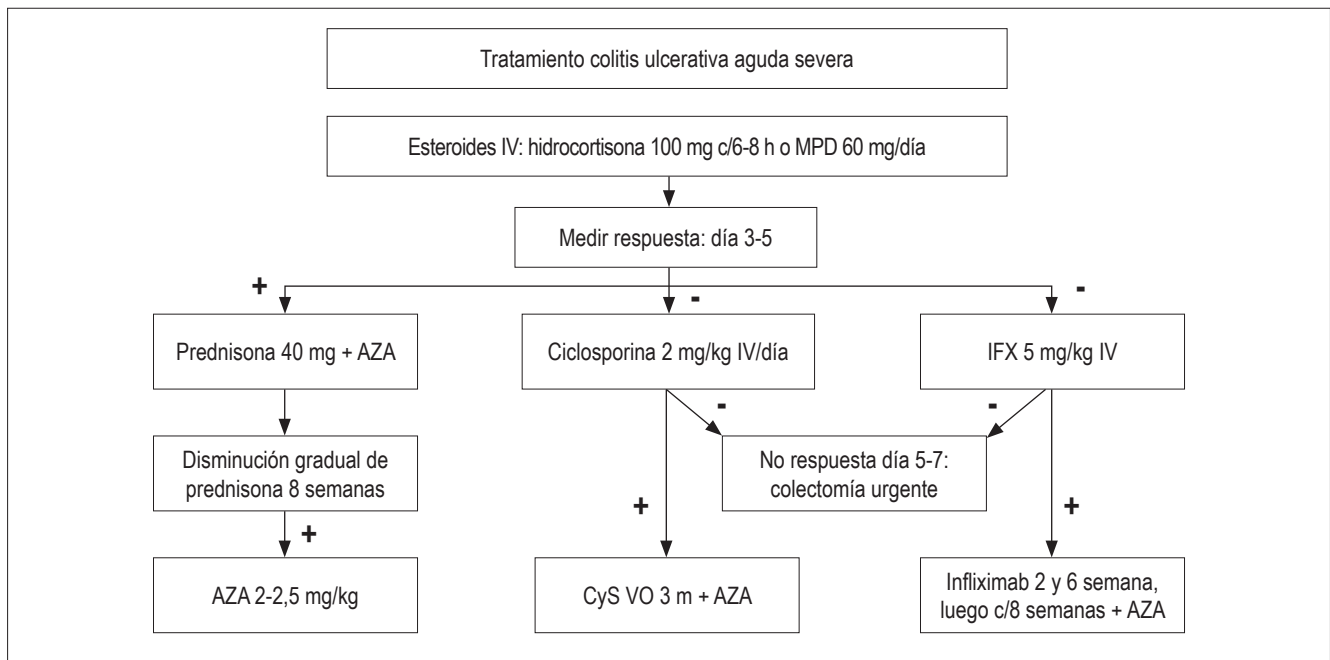 Tratamiento colitis ulcerativa aguda severa
Esteroides IV: hidrocortisona 100 mg c/6-8 h o MPD 60 mg/día
Medir respuesta: día 3-5
+
-
-
Prednisona 40 mg + AZA
Ciclosporina 2 mg/kg IV/día
IFX 5 mg/kg IV
-
-
Disminución gradual de
prednisona 8 semanas
No respuesta día 5-7:
colectomía urgente
+
+
+
AZA 2-2,5 mg/kg
CyS VO 3 m + AZA
Infliximab 2 y 6 semana,
luego c/8 semanas + AZA